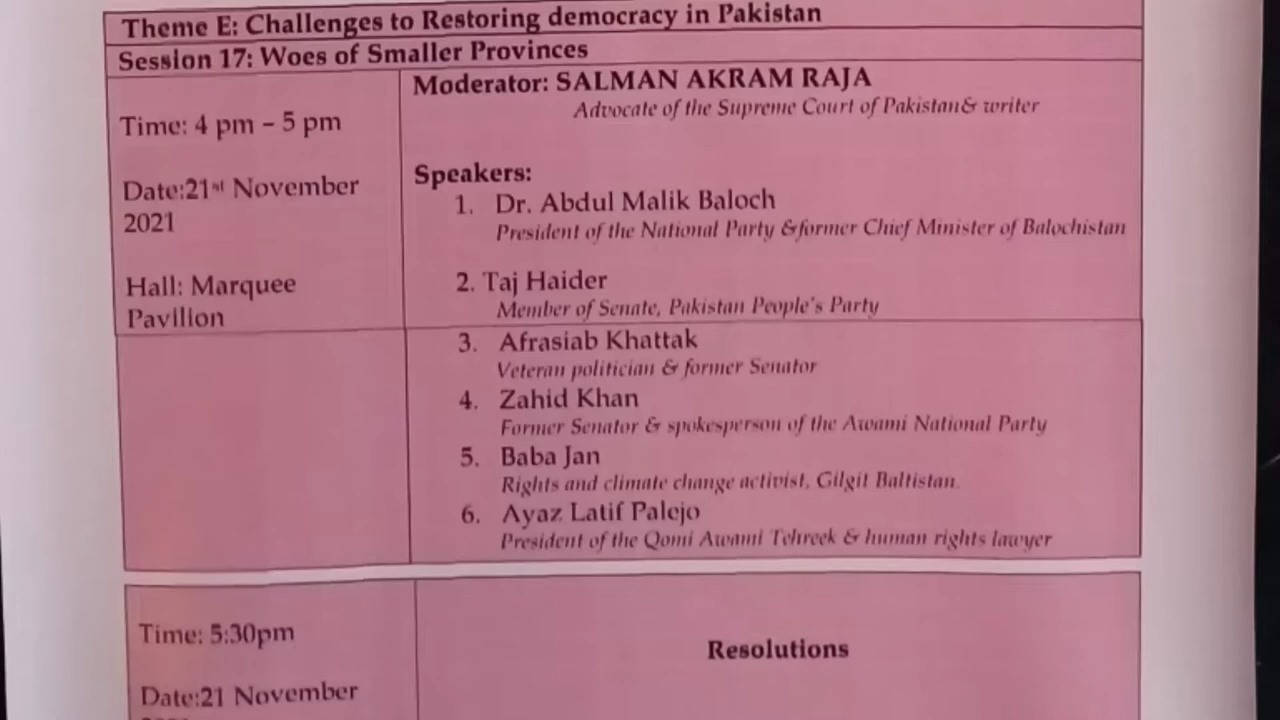 Theme E: Challenges to Restoring democracy in Pakistan
Session 17: Woes of Smaller Provinces
Time: 4 pm – 5 pm
Date:21st November
2021
Hall: Marquee
Pavilion
Moderator: SALMAN AKRAM RAJA
Advocate of the Supreme Court of Pakistan& writer
Speakers:
1. Dr. Abdul Malik Baloch
President of the National Party &former Chief Minister of Balochistan
2. Taj Haider
Member of Senate, Pakistan People's Party
3. Afrasiab Khattak
Veteran politician & former Senator
4. Zahid Khan
Former Senator & spokesperson of the Awami National Party
5. Baba Jan
Rights and climate change activist, Gilgit Baltistan
6. Ayaz Latif Palejo
President of the Qomi Awami Tehreek & human rights lawyer
Time: 5:30pm
Date:21 November
Resolutions